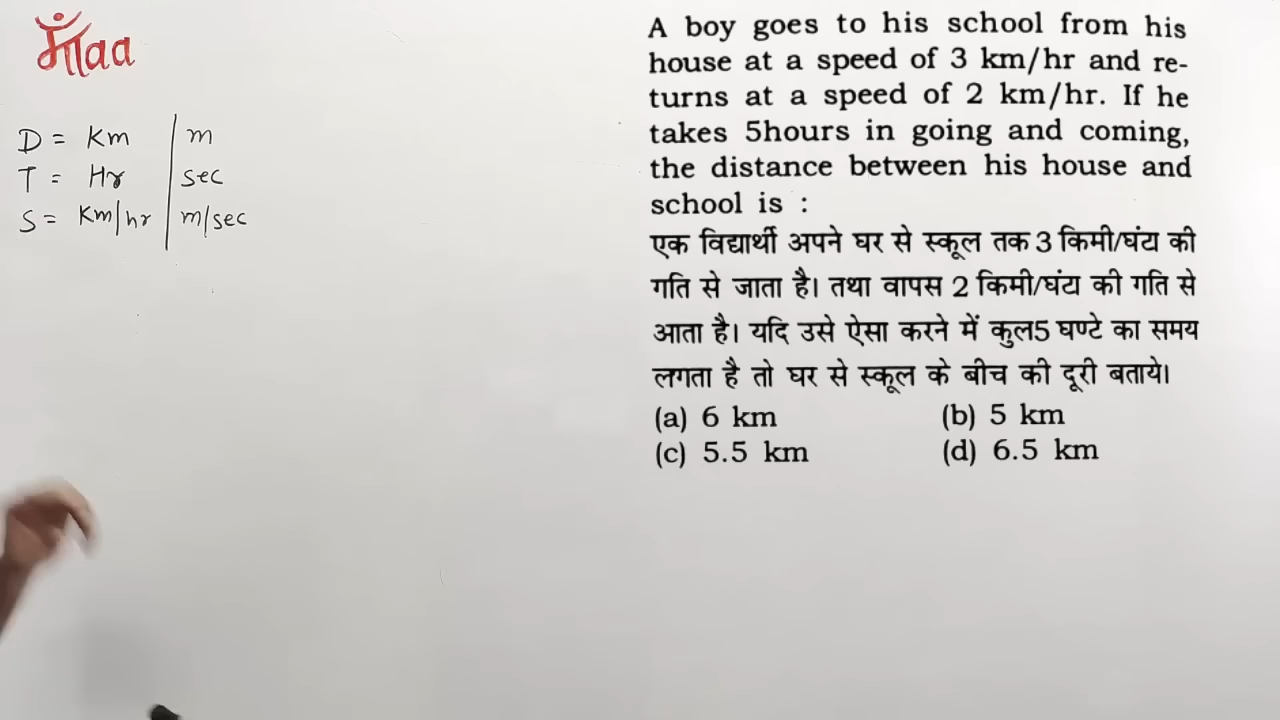 माँaa
D = Km | m
T = Hr | sec
S = Km/hr | m/sec
A boy goes to his school from his
house at a speed of 3 km/hr and re-
turns at a speed of 2 km/hr. If he
takes 5hours in going and coming,
the distance between his house and
school is :
एक विद्यार्थी अपने घर से स्कूल तक 3 किमी/घंटा की
गति से जाता है। तथा वापस 2 किमी/घंटा की गति से
आता है। यदि उसे ऐसा करने में कुल5 घण्टे का समय
लगता है तो घर से स्कूल के बीच की दूरी बताये।
(a) 6 km (b) 5 km
(c) 5.5 km (d) 6.5 km